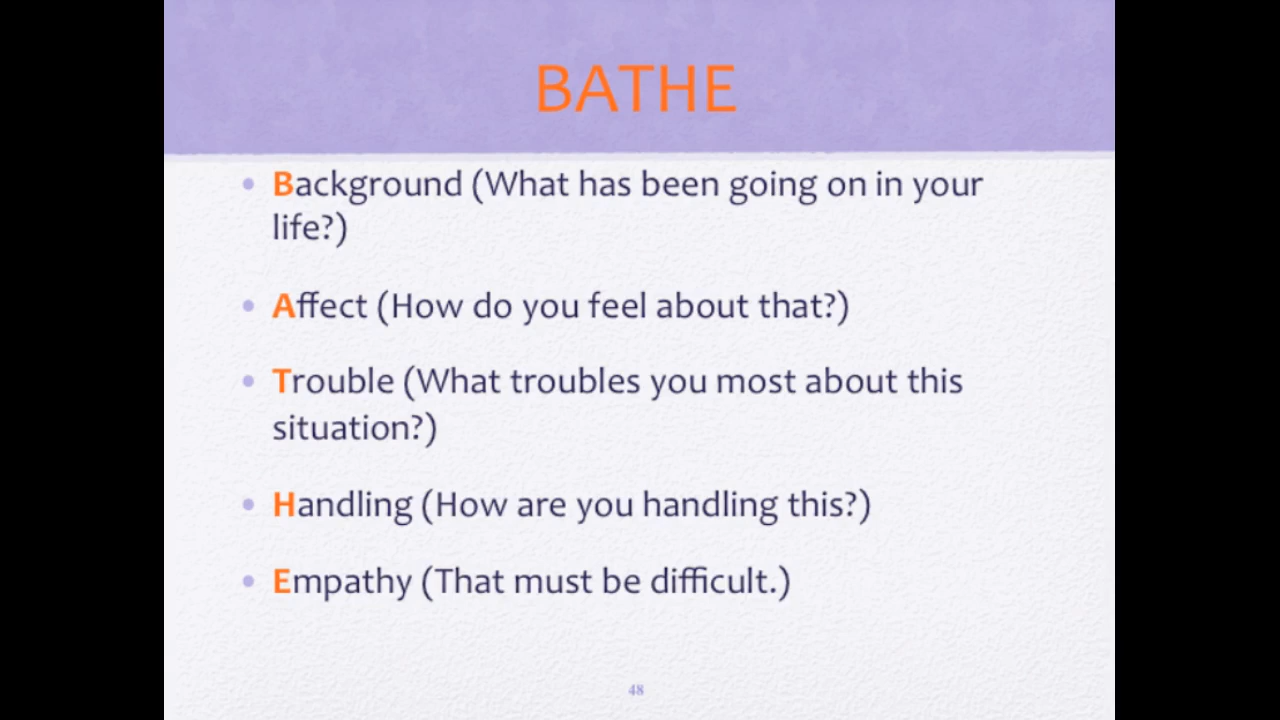 BATHE
• Background (What has been going on in your
life?)
• Affect (How do you feel about that?)
• Trouble (What troubles you most about this
situation?)
• Handling (How are you handling this?)
• Empathy (That must be difficult.)
48